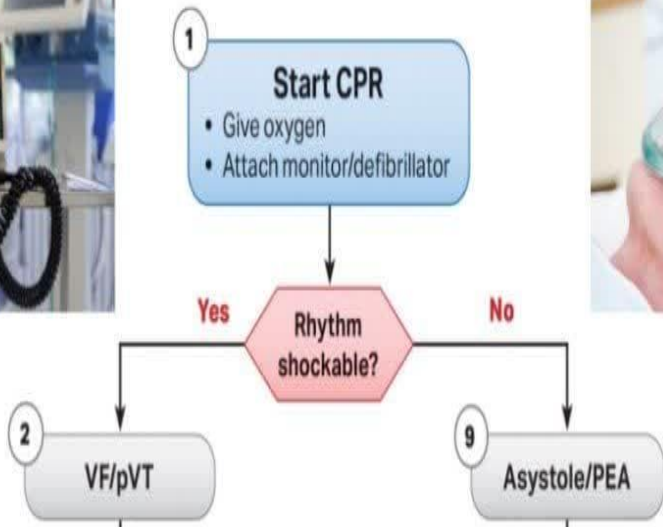 1
Start CPR
• Give oxygen
• Attach monitor/defibrillator
Yes
Rhythm
shockable?
No
2
VF/pVT
9
Asystole/PEA